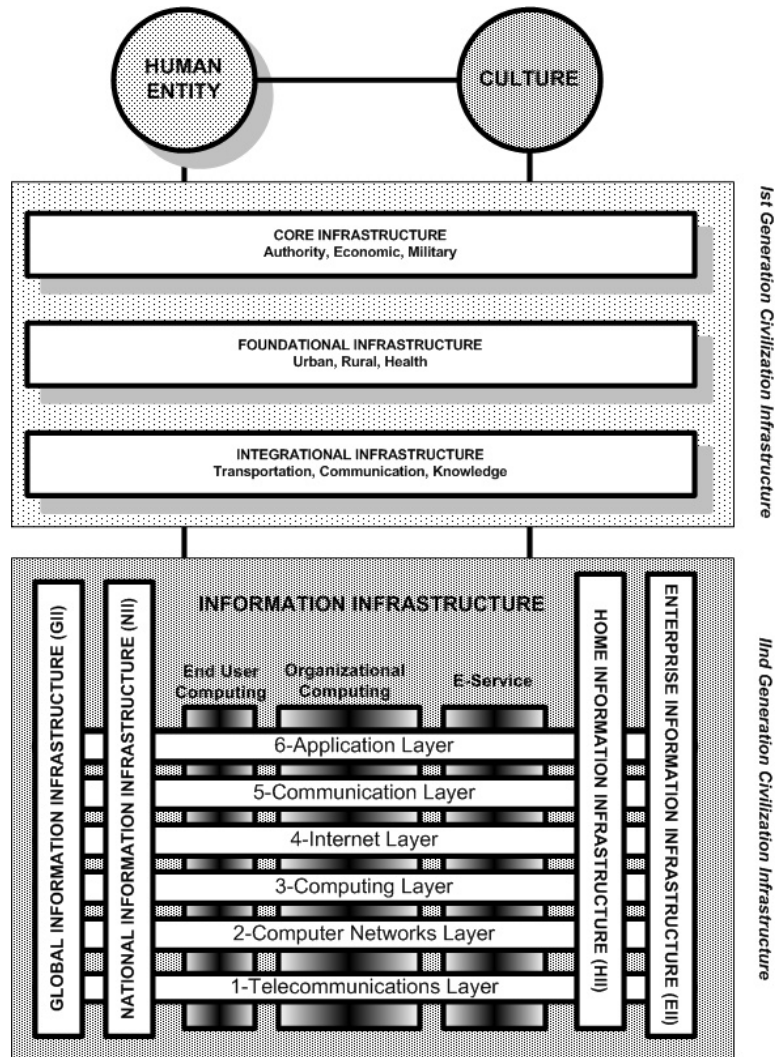 HUMAN
ENTITY
CULTURE
Ist Generation Civilization Infrastructure
CORE INFRASTRUCTURE
Authority, Economic, Military
FOUNDATIONAL INFRASTRUCTURE
Urban, Rural, Health
INTEGRATIONAL INFRASTRUCTURE
Transportation, Communication, Knowledge
IInd Generation Civilization Infrastructure
INFORMATION INFRASTRUCTURE
GLOBAL INFORMATION INFRASTRUCTURE (GII)
NATIONAL INFORMATION INFRASTRUCTURE (NII)
HOME INFORMATION INFRASTRUCTURE (HII)
ENTERPRISE INFORMATION INFRASTRUCTURE (EII)
End User
Computing
Organizational
Computing
E-Service
6-Application Layer
5-Communication Layer
4-Internet Layer
3-Computing Layer
2-Computer Networks Layer
1-Telecommunications Layer